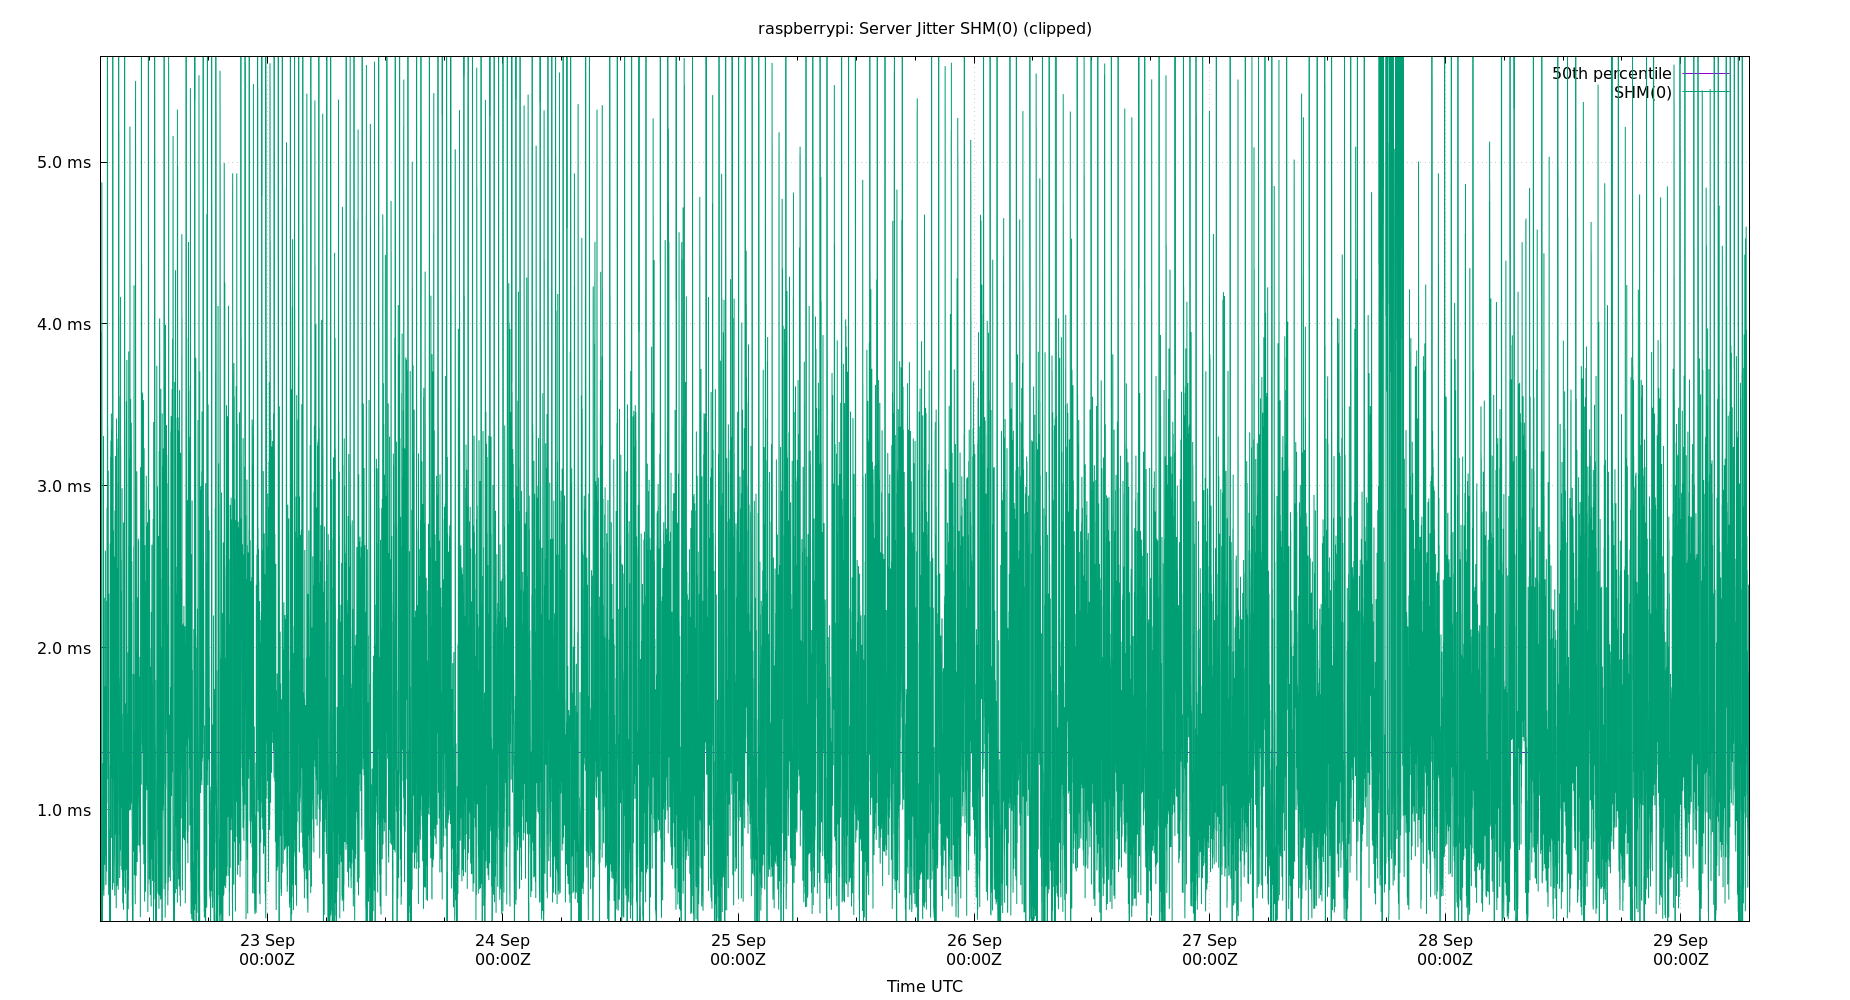 raspberrypi: Server Jitter SHM(0) (clipped)
50th percentile
SHM(0)
5.0 ms
4.0 ms
3.0 ms
2.0 ms
1.0 ms
23 Sep 24 Sep 25 Sep 26 Sep 27 Sep 28 Sep 29 Sep
00:00Z 00:00Z 00:00Z 00:00Z 00:00Z 00:00Z 00:00Z
Time UTC